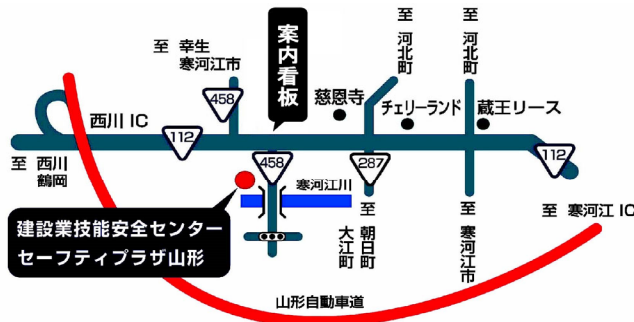 案内看板
至 幸生
寒河江市
458
慈恩寺
至 河北町
チェリーランド
至 河北町
蔵王リース
西川 IC
112
至 西川
鶴岡
458
寒河江川
287
112
建設業技能安全センター
セーフティプラザ山形
至 朝日町
大江町
至 寒河江市
至 寒河江 IC
山形自動車道